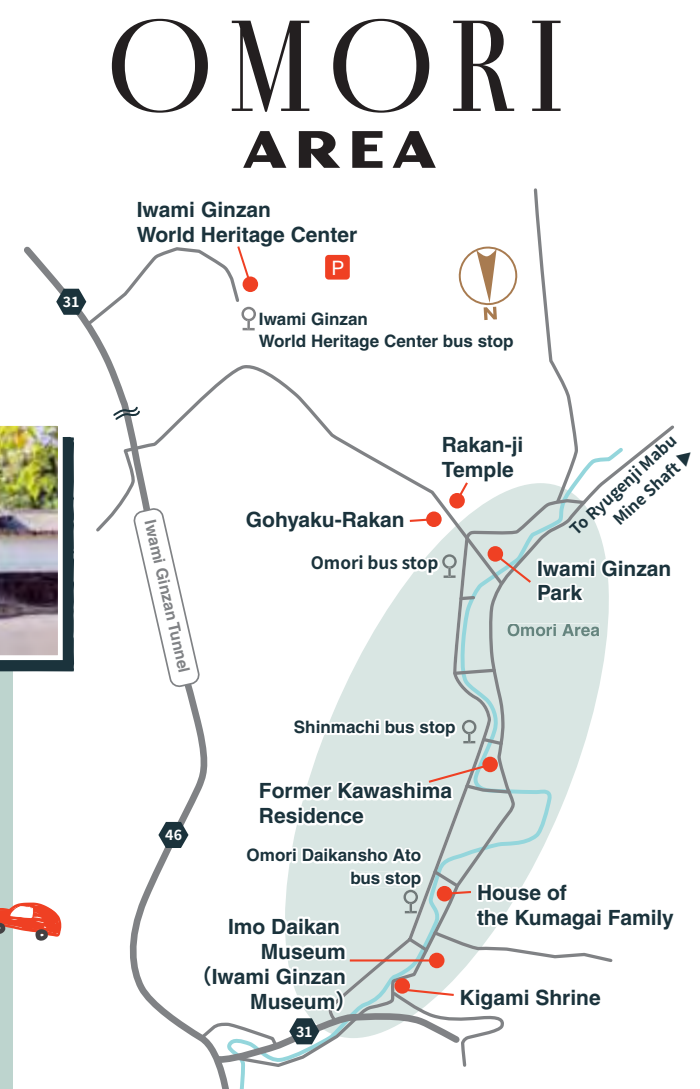 OMORI
AREA
Iwami Ginzan
World Heritage Center
P
31
N
Iwami Ginzan
World Heritage Center bus stop
Rakan-ji
Temple
To Ryugenji Mabu
Mine Shaft
Gohyaku-Rakan
Iwami Ginzan Tunnel
Omori bus stop
Iwami Ginzan
Park
Omori Area
Shinmachi bus stop
Former Kawashima
Residence
46
Omori Daikansho Ato
bus stop
House of
the Kumagai Family
Imo Daikan
Museum
(Iwami Ginzan
Museum)
Kigami Shrine
31